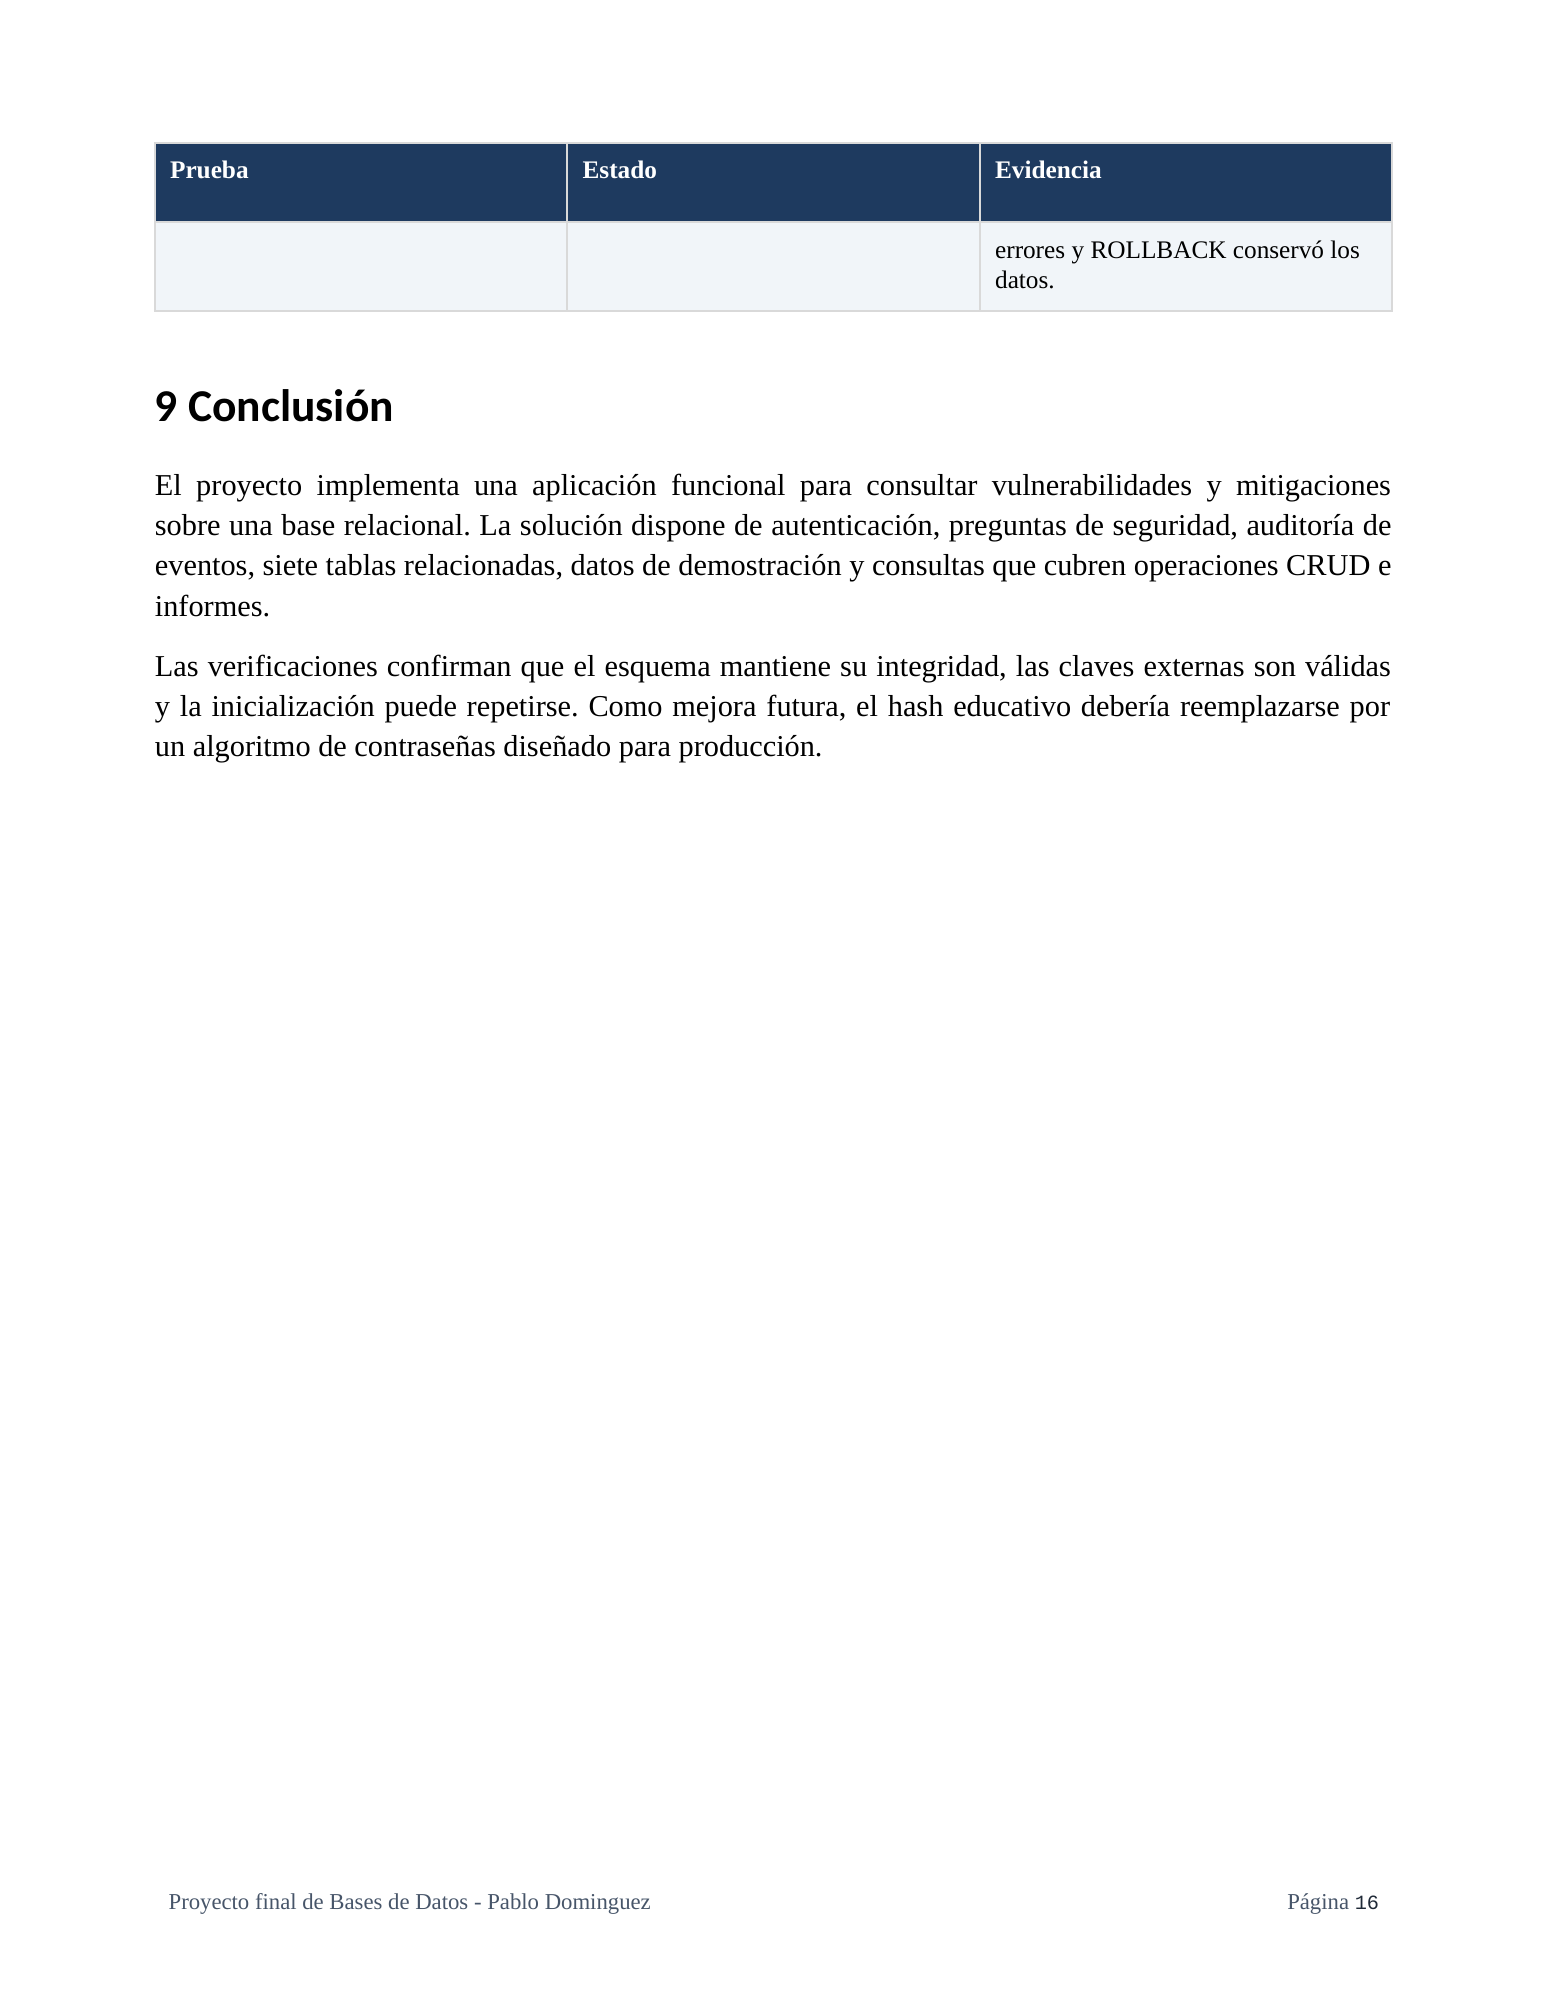 Prueba Estado Evidencia
errores y ROLLBACK conservó los
datos.
9 Conclusión
El proyecto implementa una aplicación funcional para consultar vulnerabilidades y mitigaciones
sobre una base relacional. La solución dispone de autenticación, preguntas de seguridad, auditoría de
eventos, siete tablas relacionadas, datos de demostración y consultas que cubren operaciones CRUD e
informes.
Las verificaciones confirman que el esquema mantiene su integridad, las claves externas son válidas
y la inicialización puede repetirse. Como mejora futura, el hash educativo debería reemplazarse por
un algoritmo de contraseñas diseñado para producción.
Proyecto final de Bases de Datos - Pablo Dominguez Página 16